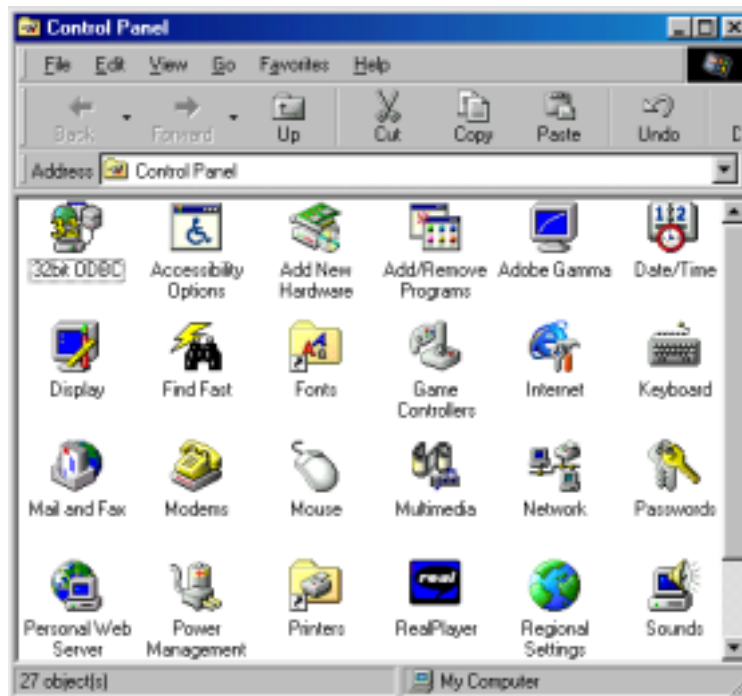 Control Panel
File Edit View Go Favorites Help
Back Forward Up Cut Copy Paste Undo
Address Control Panel
32bit ODBC Accessibility Options Add New Hardware Add/Remove Programs Adobe Gamma Date/Time
Display Find Fast Fonts Game Controllers Internet Keyboard
Mail and Fax Modems Mouse Multimedia Network Passwords
Personal Web Server Power Management Printers real RealPlayer Regional Settings Sounds
27 object(s) My Computer